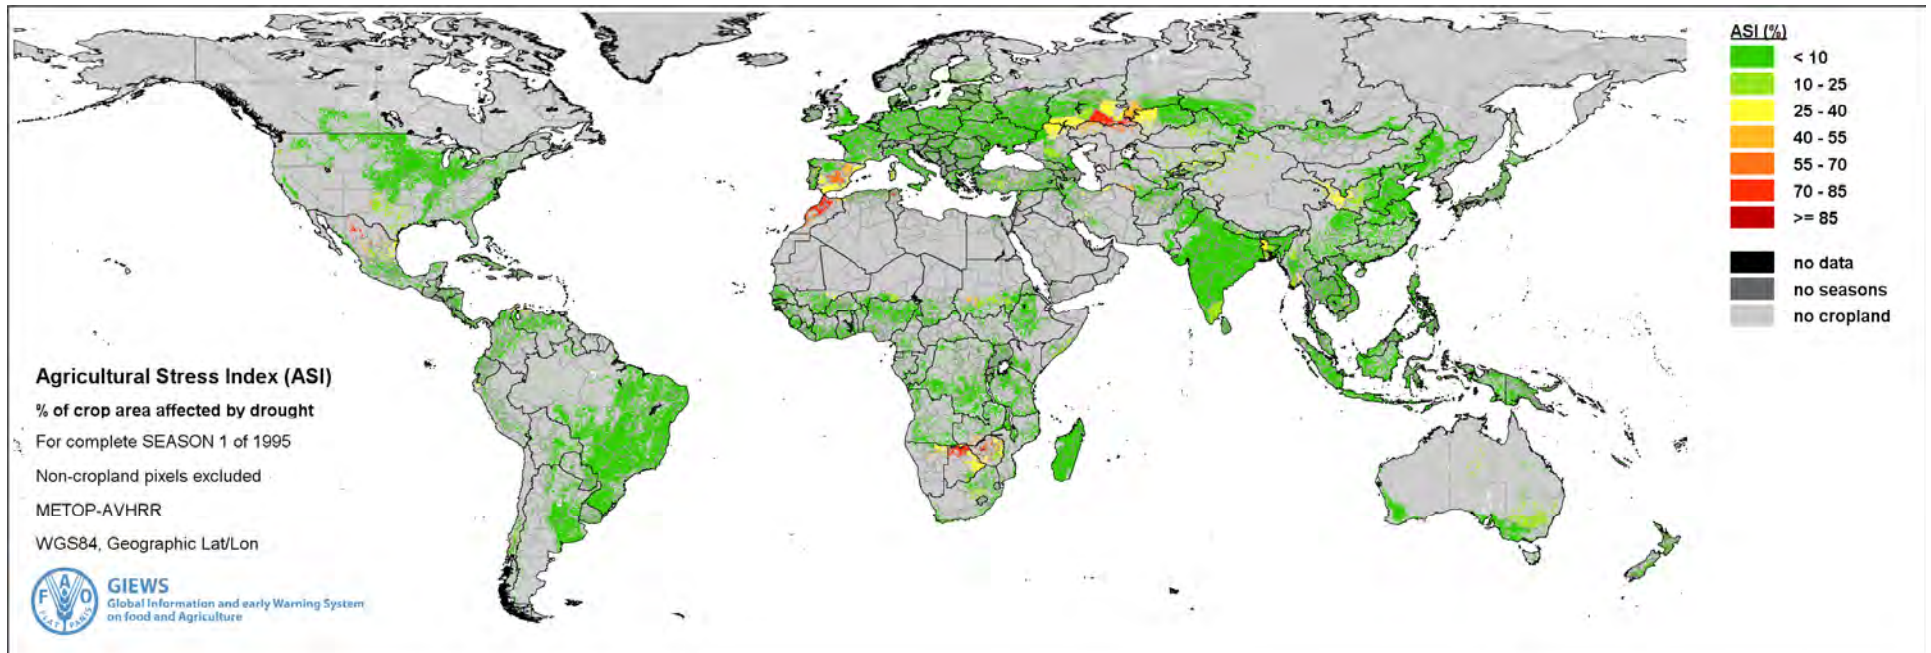 Agricultural Stress Index (ASI)
% of crop area affected by drought
For complete SEASON 1 of 1995
Non-cropland pixels excluded
METOP-AVHRR
WGS84, Geographic Lat/Lon
F A O
FIAT PANIS
GIEWS
Global Information and early Warning System
on food and Agriculture
ASI (%)
< 10
10 - 25
25 - 40
40 - 55
55 - 70
70 - 85
>= 85
no data
no seasons
no cropland